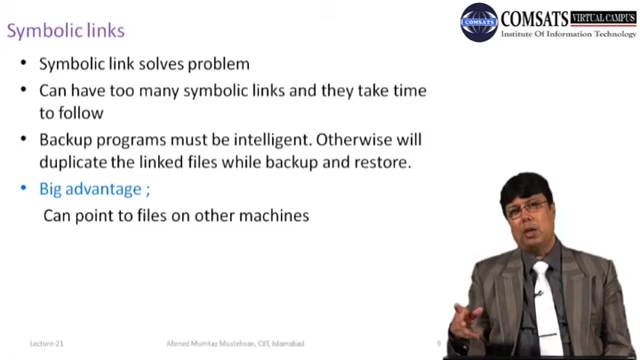 Symbolic links
COMSATS VIRTUAL CAMPUS
Institute Of Information Technology
• Symbolic link solves problem
• Can have too many symbolic links and they take time
to follow
• Backup programs must be intelligent. Otherwise will
duplicate the linked files while backup and restore.
• Big advantage ;
Can point to files on other machines
Lecture-21
Ahmed Mumtaz Mustehsan, CIIT, Islamabad
9